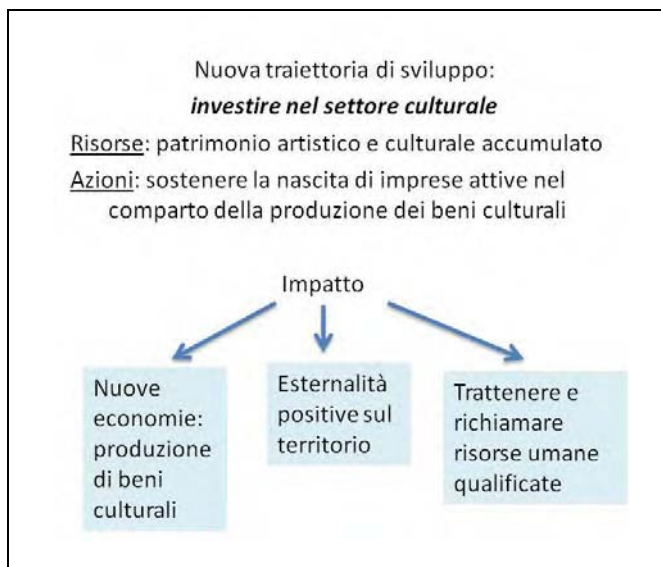 Nuova traiettoria di sviluppo:
investire nel settore culturale
Risorse: patrimonio artistico e culturale accumulato
Azioni: sostenere la nascita di imprese attive nel
comparto della produzione dei beni culturali
Impatto
Nuove
economie:
produzione
di beni
culturali
Esternalità
positive sul
territorio
Trattenere e
richiamare
risorse umane
qualificate